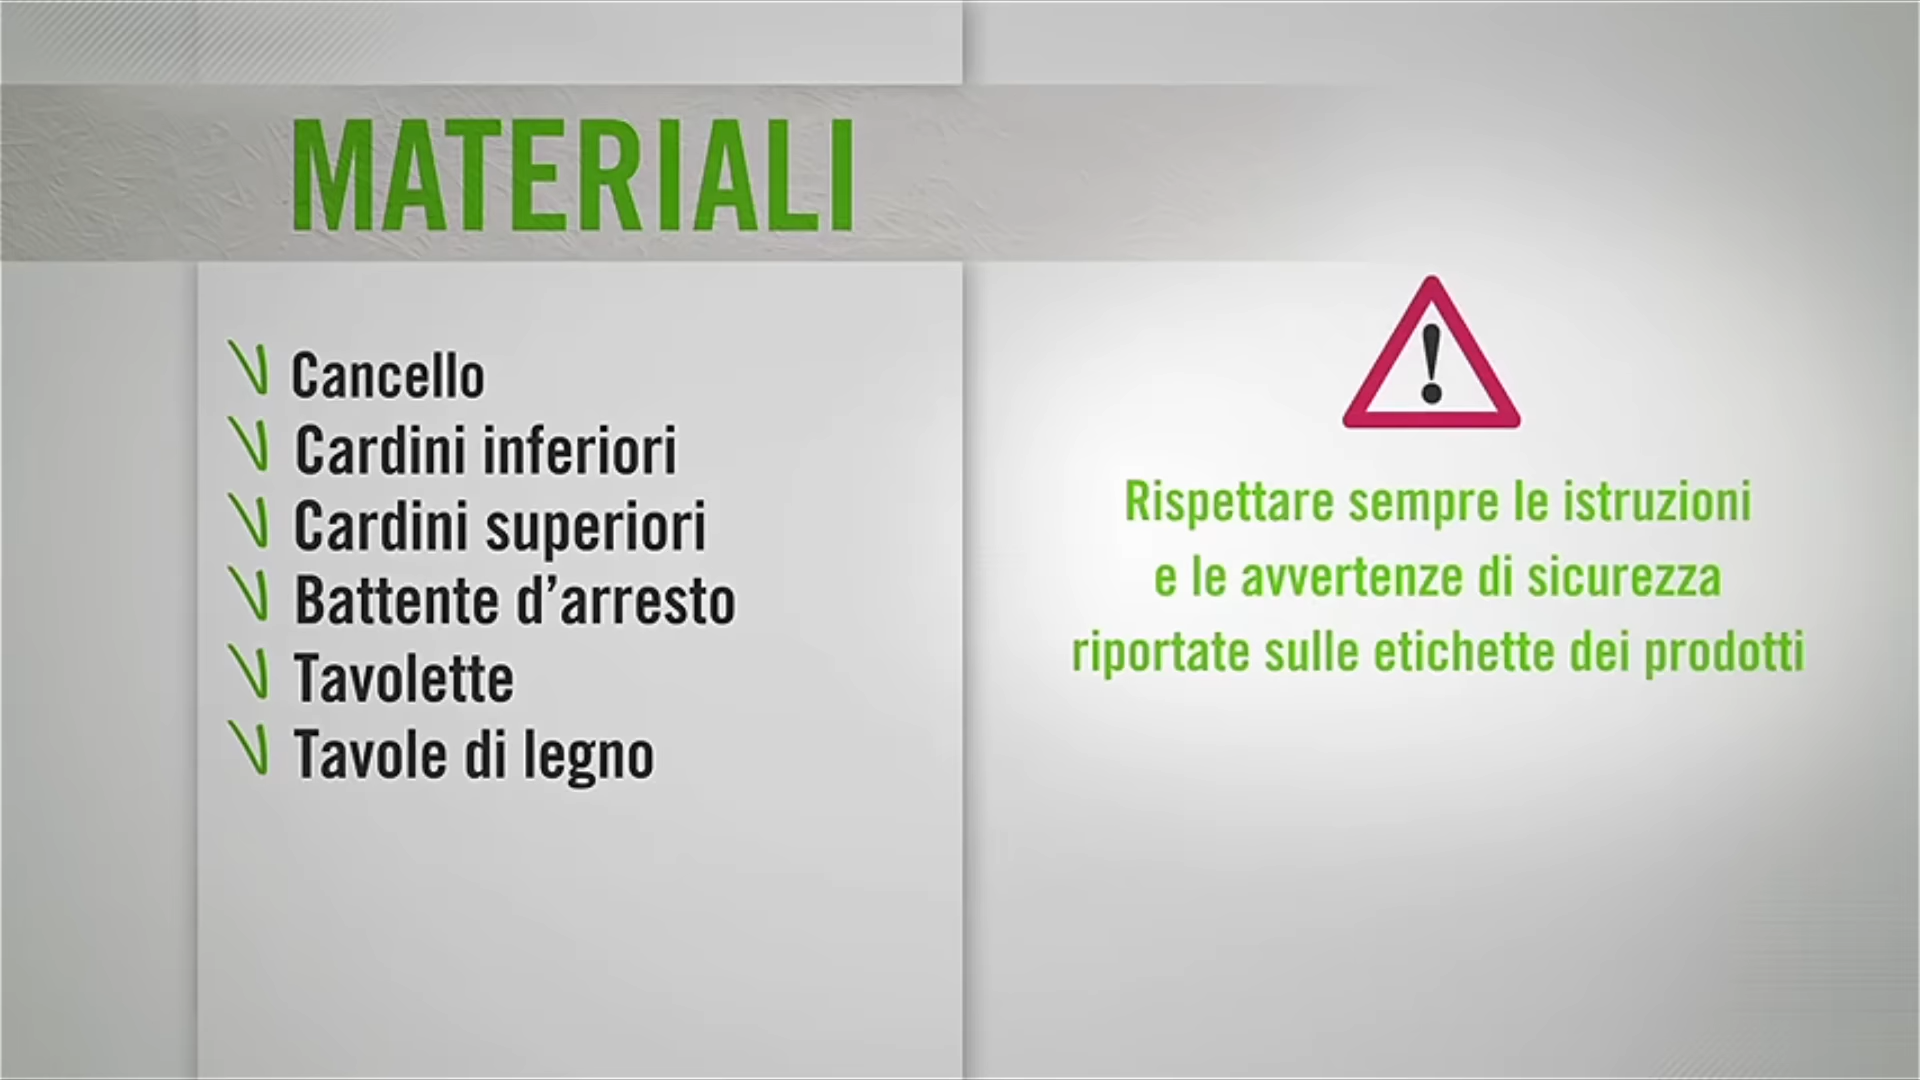 MATERIALI
Cancello
Cardini inferiori
Cardini superiori
Battente d’arresto
Tavolette
Tavole di legno
Rispettare sempre le istruzioni
e le avvertenze di sicurezza
riportate sulle etichette dei prodotti